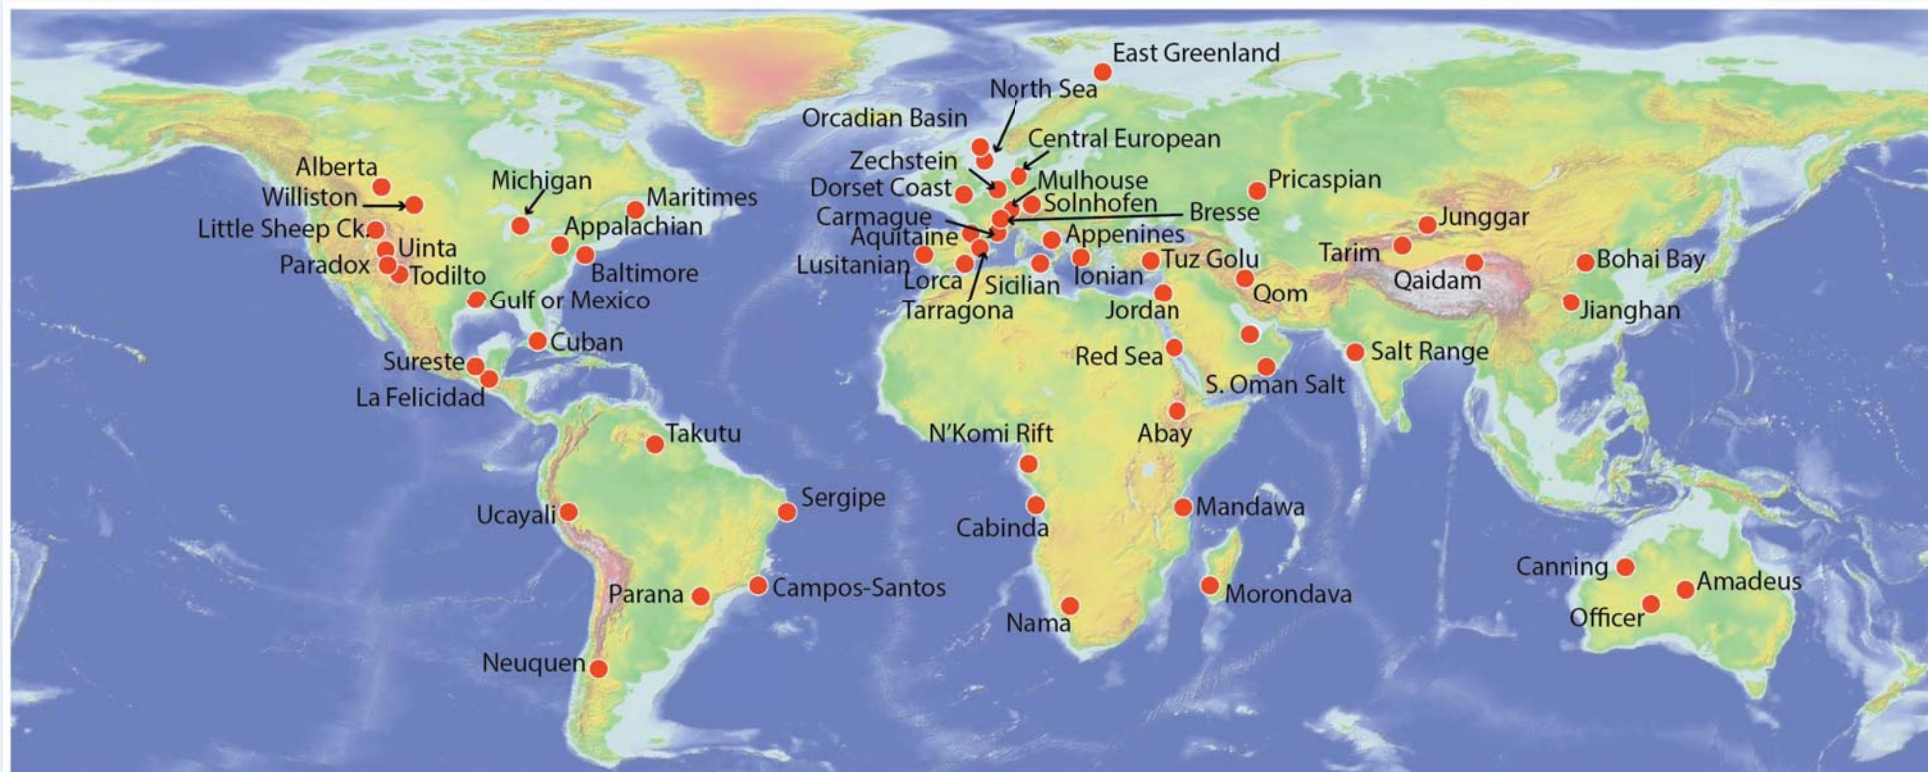 East Greenland
North Sea
Orcadian Basin
Central European
Zechstein
Alberta
Michigan
Mulhouse
Pricaspian
Dorset Coast
Williston
Maritimes
Solnhofen
Carmague
Bresse
Junggar
Little Sheep Ck.
Appalachian
Aquitaine
Appenines
Uinta
Tarim
Paradox
Lusitanian
Tuz Golu
Bohai Bay
Todilto
Baltimore
Lorca
Sicilian
Ionian
Qaidam
Qom
Gulf or Mexico
Tarragona
Jordan
Jianghan
Cuban
Sureste
Red Sea
Salt Range
La Felicidad
S. Oman Salt
Takutu
N'Komi Rift
Abay
Sergipe
Ucayali
Cabinda
Mandawa
Canning
Amadeus
Parana
Campos-Santos
Morondava
Nama
Officer
Neuquen